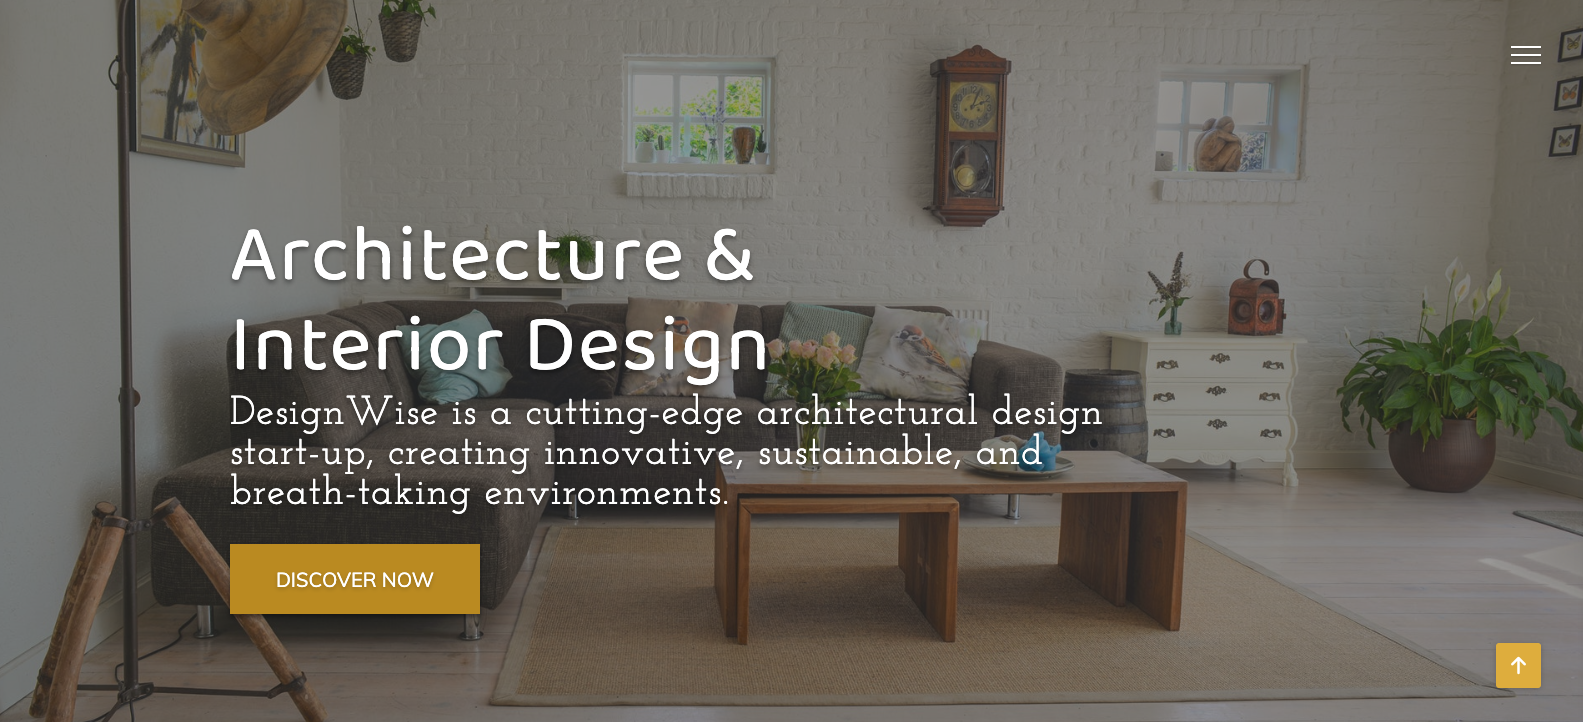 Architecture &
Interior Design
DesignWise is a cutting-edge architectural design
start-up, creating innovative, sustainable, and
breath-taking environments.
DISCOVER NOW